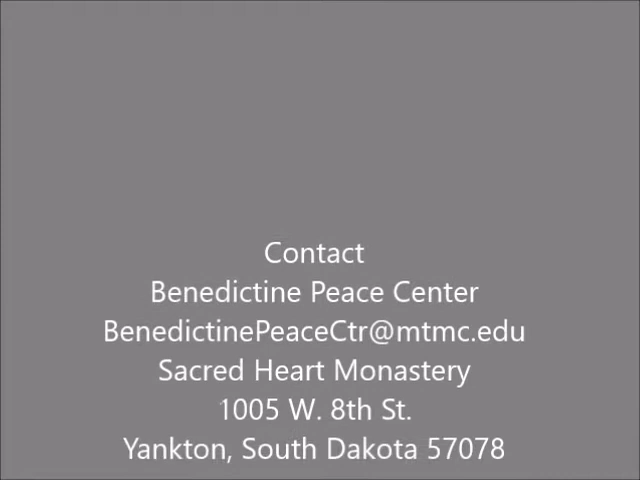 Contact
Benedictine Peace Center
BenedictinePeaceCtr@mtmc.edu
Sacred Heart Monastery
1005 W. 8th St.
Yankton, South Dakota 57078